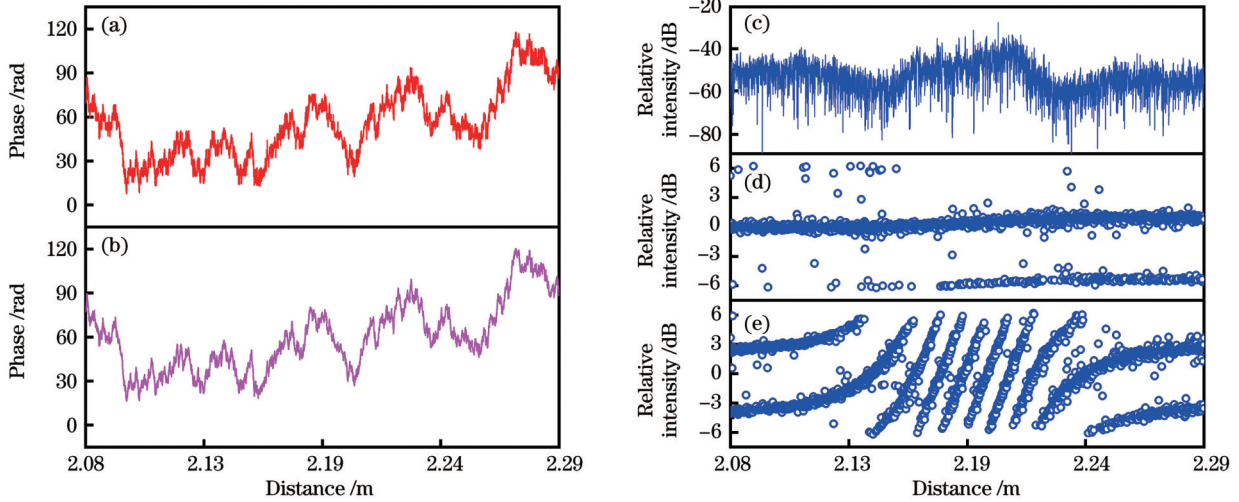 (a)
120
90
60
30
0
Phase /rad
(b)
120
90
60
30
0
Phase /rad
2.08
2.13
2.19
2.24
2.29
Distance /m
(c)
−20
−40
−60
−80
Relative
intensity /dB
(d)
6
3
0
−3
−6
Relative
intensity /dB
(e)
6
3
0
−3
−6
Relative
intensity /dB
2.08
2.13
2.19
2.24
2.29
Distance /m